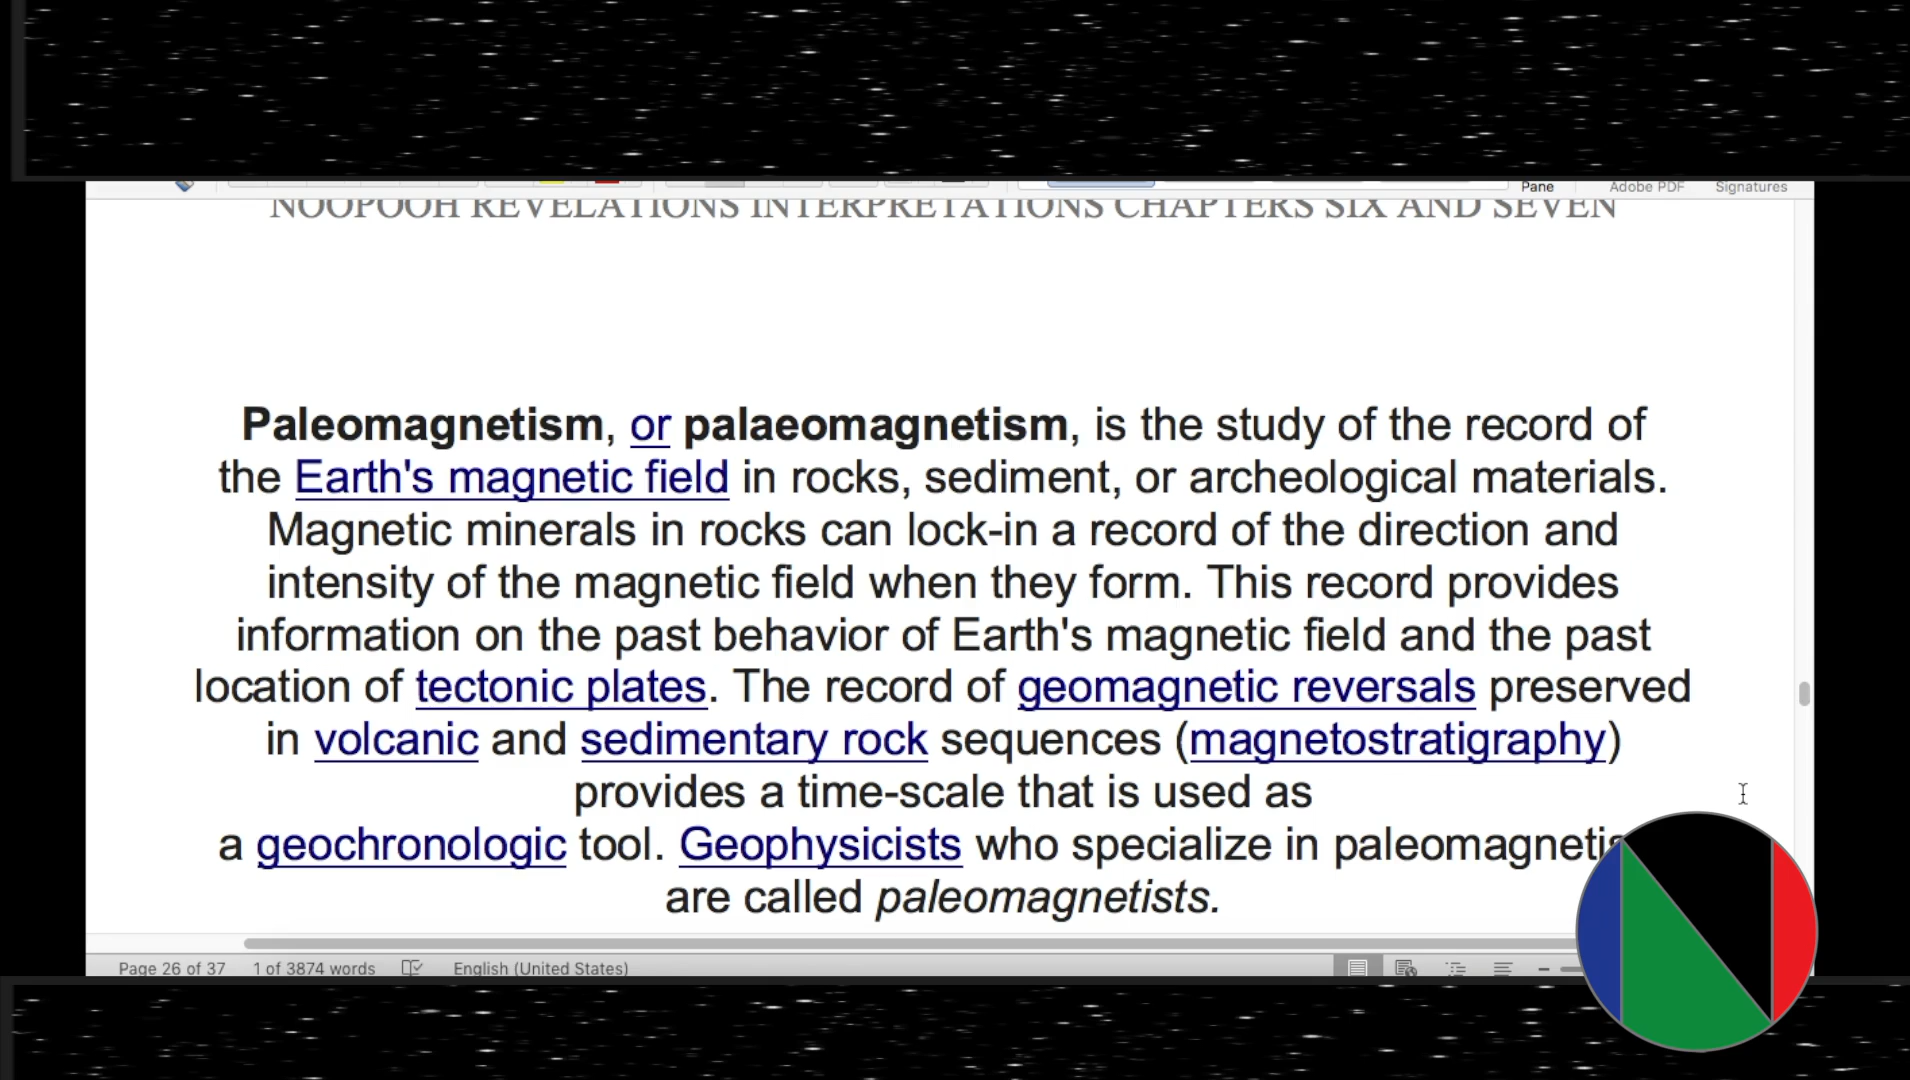 Pane Adobe PDF Signatures
NOOPOOH REVELATIONS INTERPRETATIONS CHAPTERS SIX AND SEVEN
Paleomagnetism, or palaeomagnetism, is the study of the record of
the Earth's magnetic field in rocks, sediment, or archeological materials.
Magnetic minerals in rocks can lock-in a record of the direction and
intensity of the magnetic field when they form. This record provides
information on the past behavior of Earth's magnetic field and the past
location of tectonic plates. The record of geomagnetic reversals preserved
in volcanic and sedimentary rock sequences (magnetostratigraphy)
provides a time-scale that is used as
a geochronologic tool. Geophysicists who specialize in paleomagnetis
are called paleomagnetists.
Page 26 of 37 1 of 3874 words English (United States)